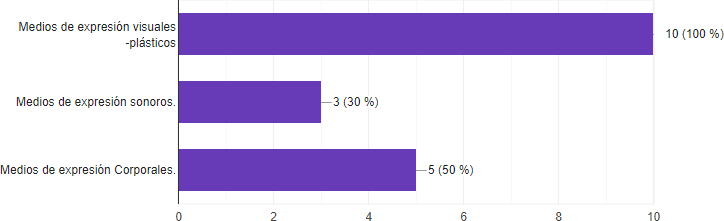 Medios de expresión visuales
-plásticos
10 (100 %)
Medios de expresión sonoros.
3 (30 %)
Medios de expresión Corporales.
5 (50 %)
0 2 4 6 8 10